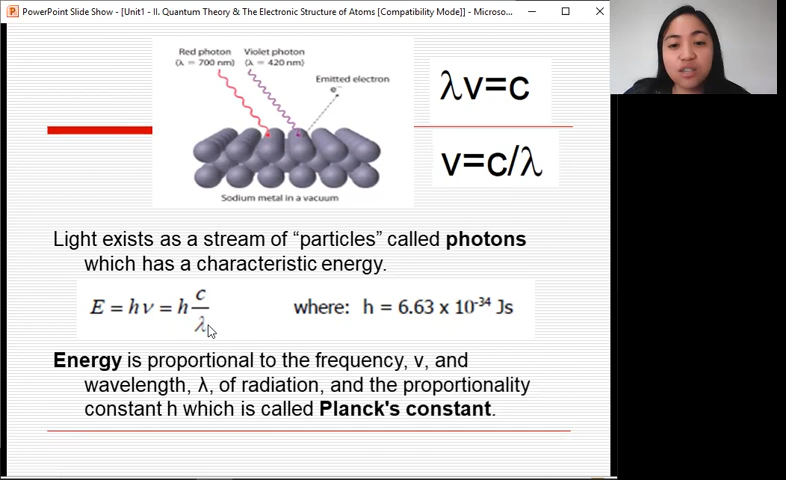 PowerPoint Slide Show - [Unit1 - II. Quantum Theory & The Electronic Structure of Atoms [Compatibility Mode]] - Microso...
Red photon
(λ = 700 nm)
Violet photon
(λ = 420 nm)
Emitted electron
e⁻
Sodium metal in a vacuum
λv=c
v=c/λ
Light exists as a stream of “particles” called photons
which has a characteristic energy.
E = hν = h c/λ where: h = 6.63 x 10⁻³⁴ Js
Energy is proportional to the frequency, v, and
wavelength, λ, of radiation, and the proportionality
constant h which is called Planck's constant.